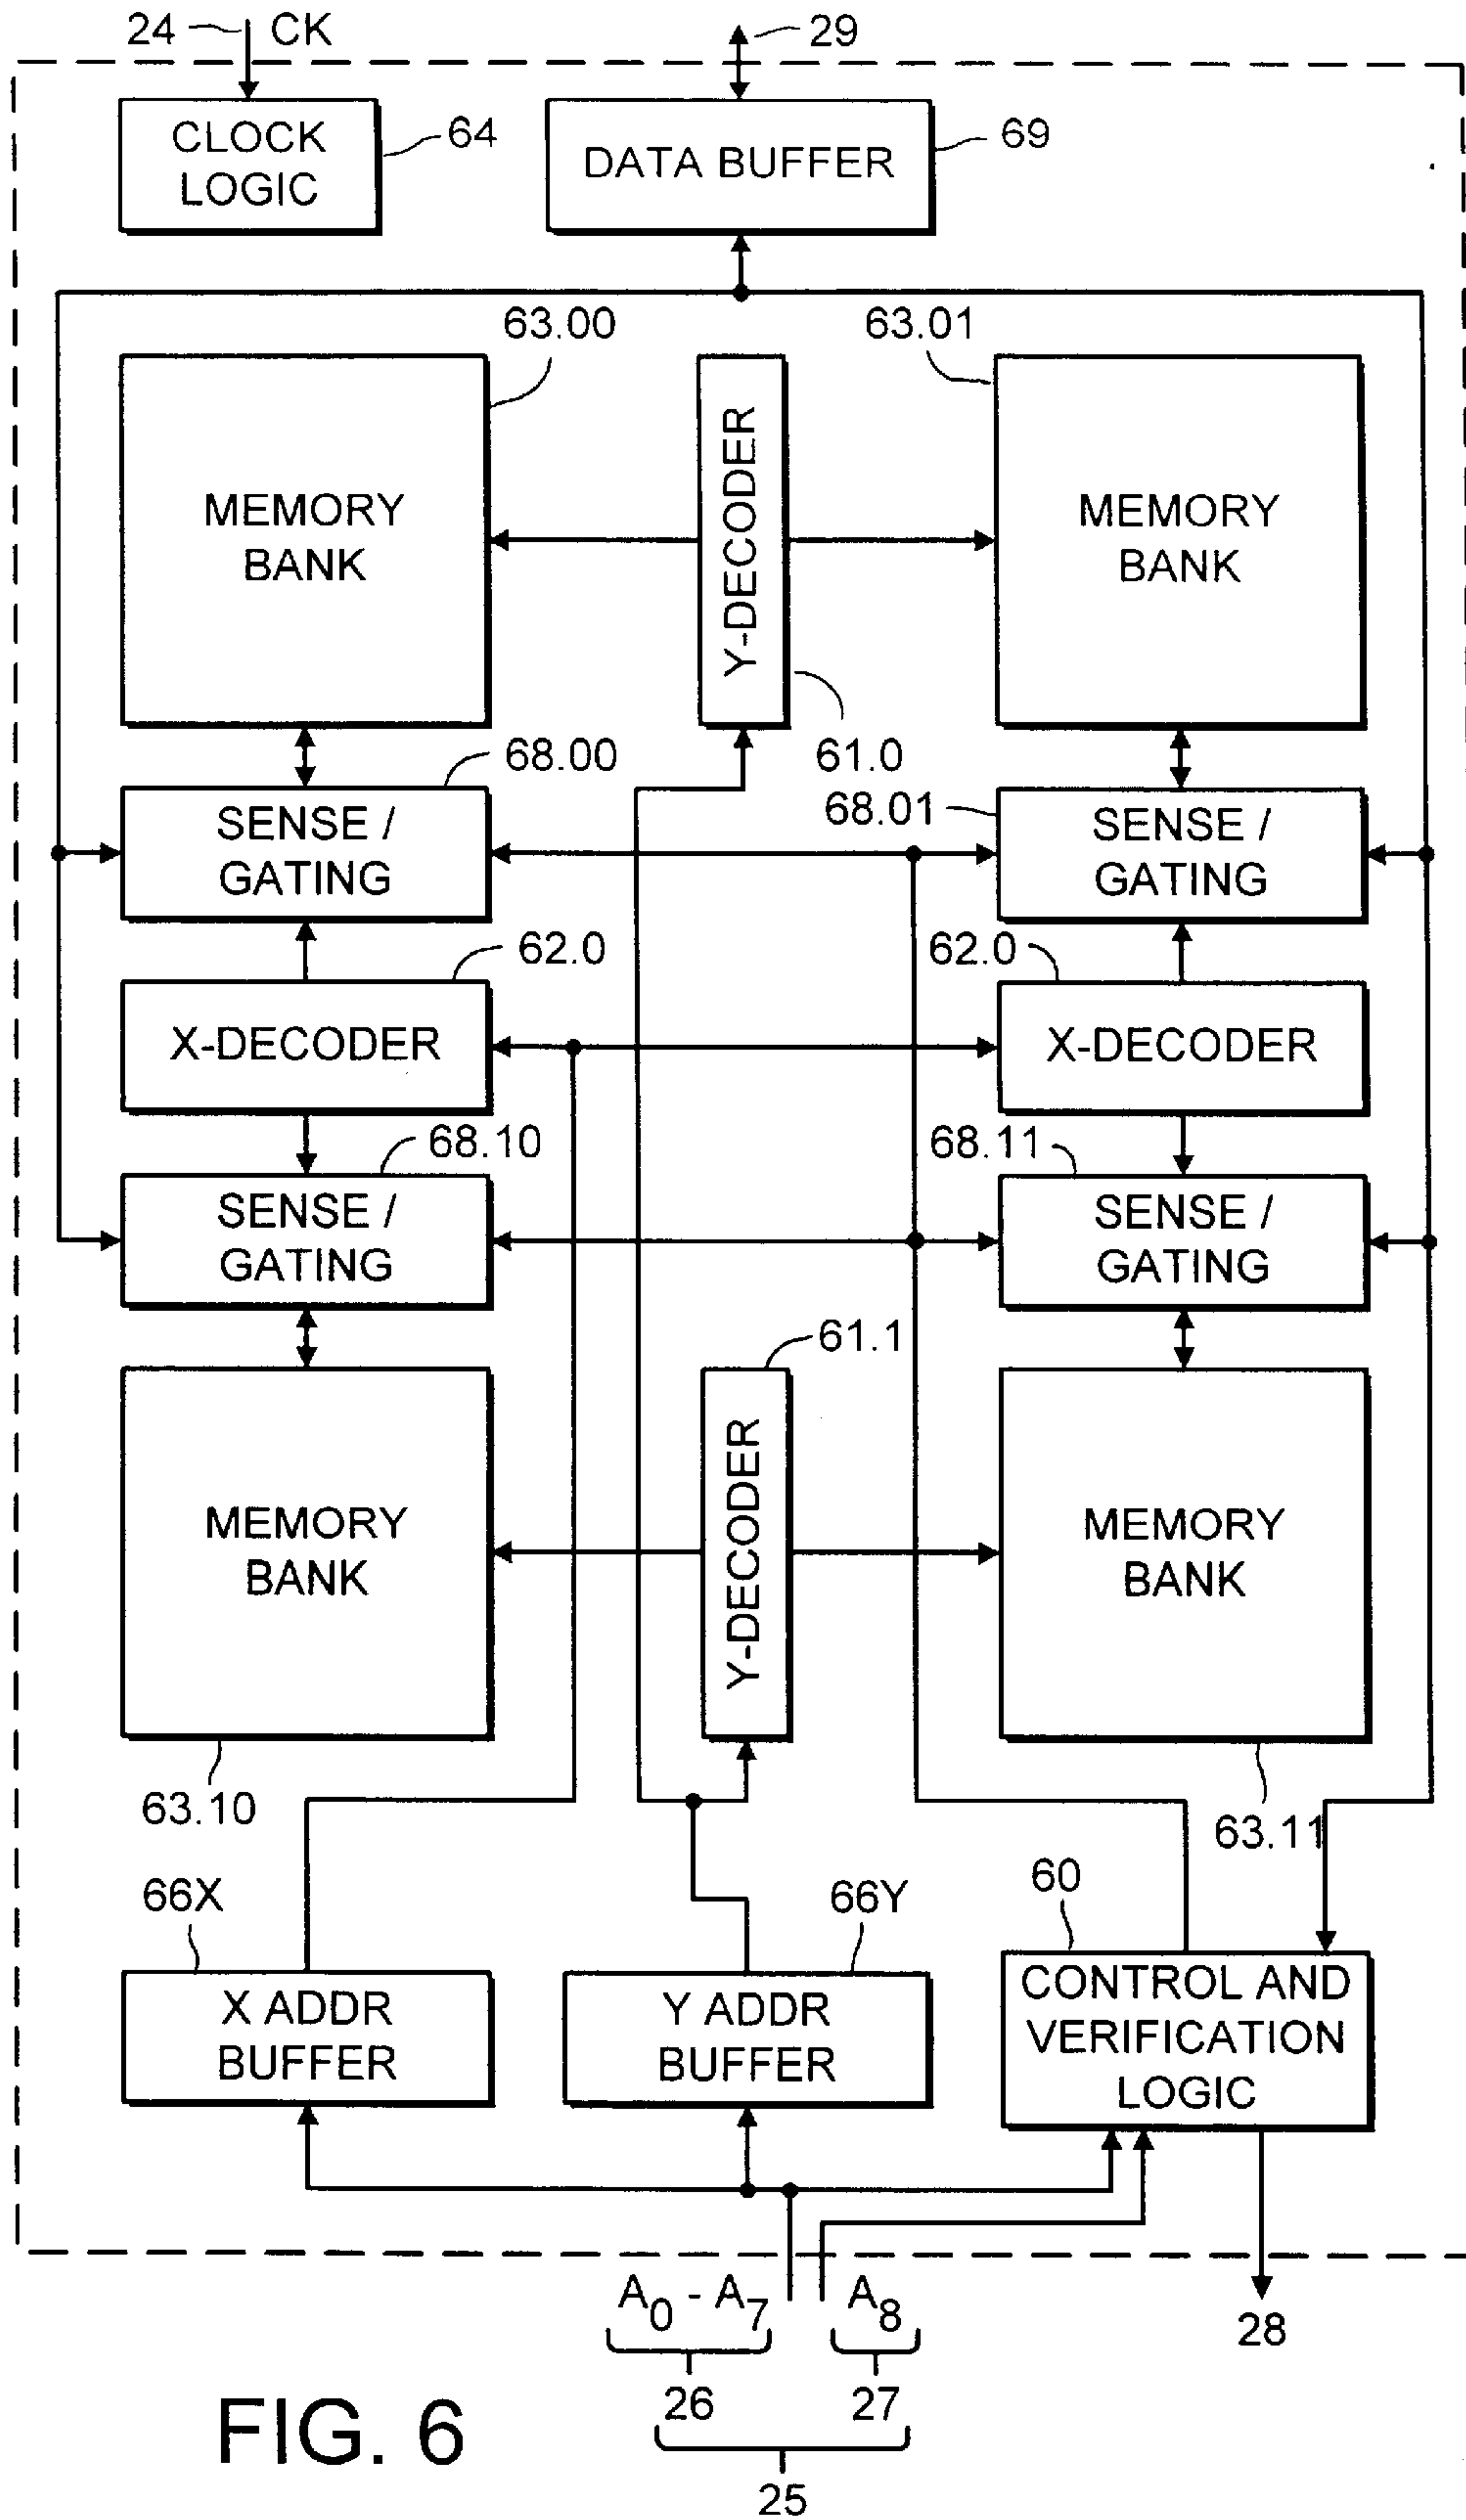 24 CK
29
CLOCK
LOGIC
64
DATA BUFFER
69
63.00
63.01
MEMORY
BANK
Y-DECODER
MEMORY
BANK
61.0
68.00
68.01
SENSE /
GATING
SENSE /
GATING
62.0
62.0
X-DECODER
X-DECODER
68.10
68.11
SENSE /
GATING
SENSE /
GATING
61.1
MEMORY
BANK
Y-DECODER
MEMORY
BANK
63.10
63.11
66X
66Y
60
X ADDR
BUFFER
Y ADDR
BUFFER
CONTROL AND
VERIFICATION
LOGIC
A0 - A7
A8
28
26
27
25
FIG. 6